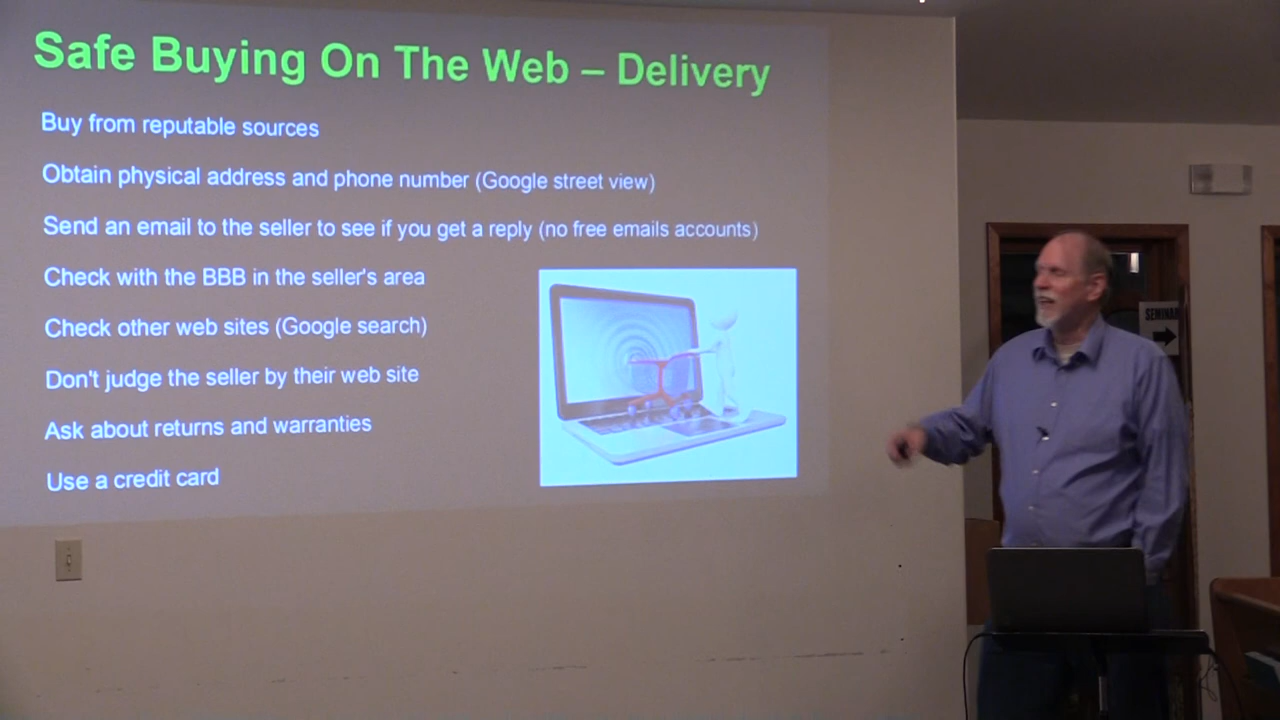 Safe Buying On The Web – Delivery
Buy from reputable sources
Obtain physical address and phone number (Google street view)
Send an email to the seller to see if you get a reply (no free emails accounts)
Check with the BBB in the seller's area
Check other web sites (Google search)
Don't judge the seller by their web site
Ask about returns and warranties
Use a credit card
SEMINAR